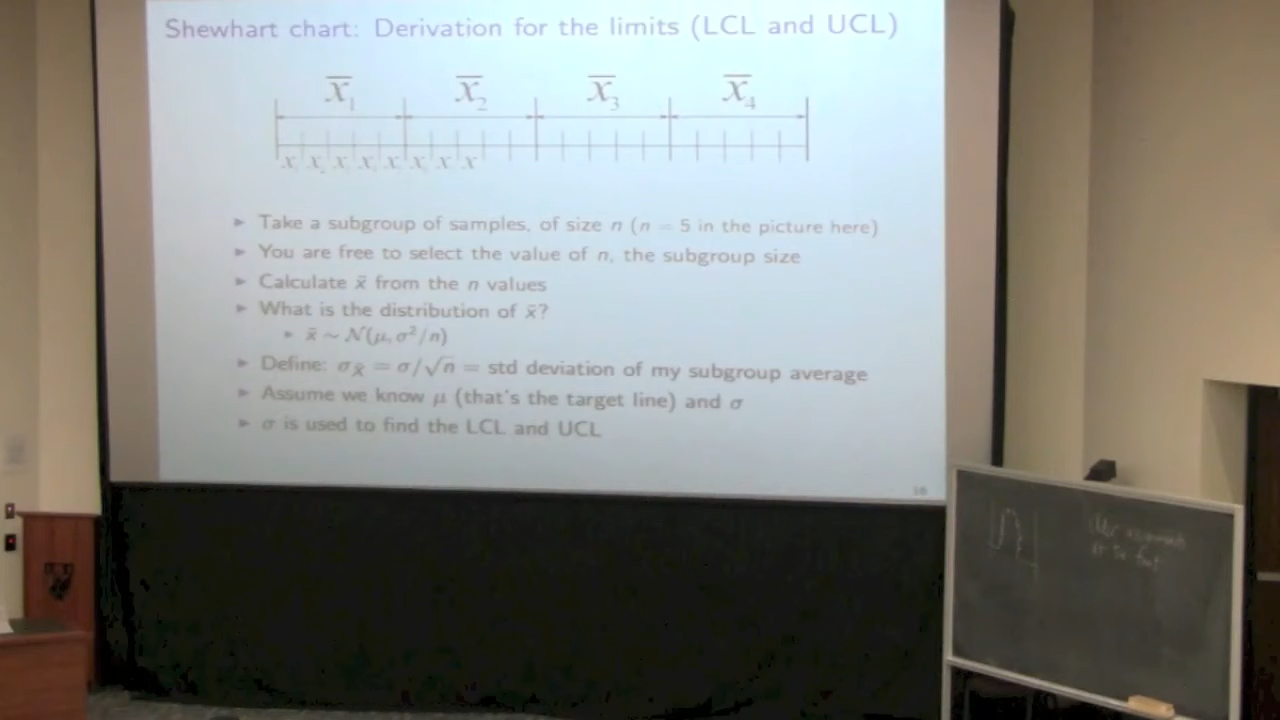 Shewhart chart: Derivation for the limits (LCL and UCL)
x̅₁ x̅₂ x̅₃ x̅₄
x x x x x x x x
► Take a subgroup of samples, of size n (n = 5 in the picture here)
► You are free to select the value of n, the subgroup size
► Calculate x̄ from the n values
► What is the distribution of x̄?
► x̄ ~ N(μ, σ²/n)
► Define: σ_x̄ = σ/√n = std deviation of my subgroup average
► Assume we know μ (that's the target line) and σ
► σ is used to find the LCL and UCL